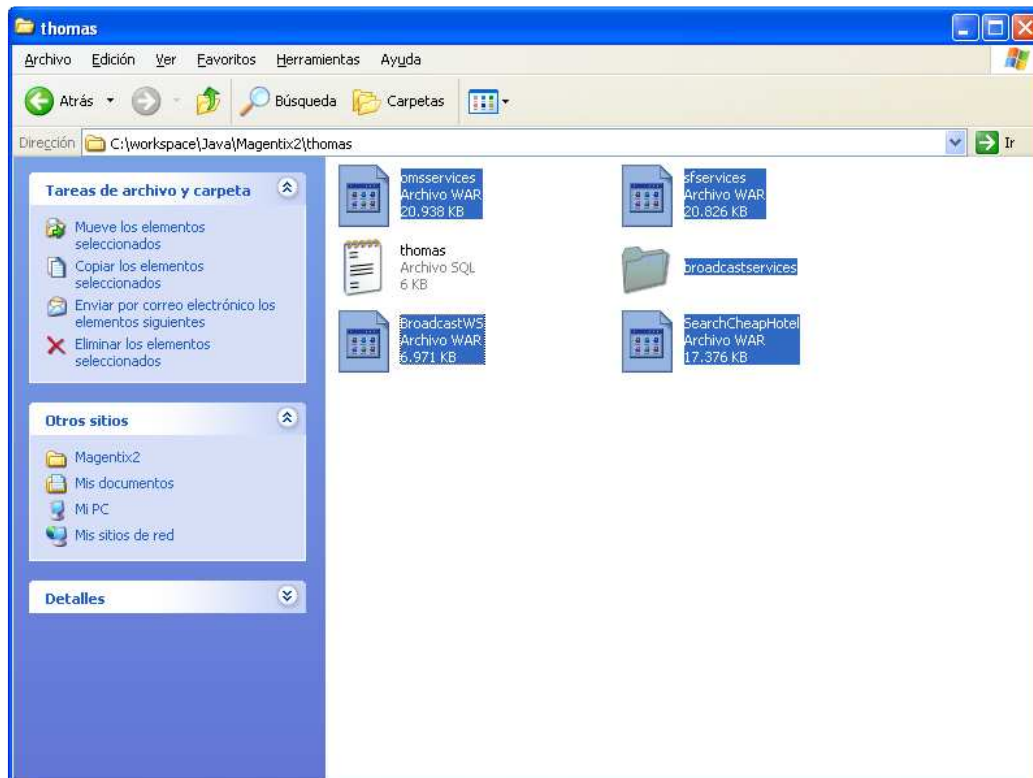 thomas
Archivo Edición Ver Favoritos Herramientas Ayuda
Atrás Búsqueda Carpetas
Dirección C:\workspace\Java\Magentix2\thomas Ir
Tareas de archivo y carpeta
Mueve los elementos
seleccionados
Copiar los elementos
seleccionados
Enviar por correo electrónico los
elementos siguientes
Eliminar los elementos
seleccionados
Otros sitios
Magentix2
Mis documentos
Mi PC
Mis sitios de red
Detalles
omsservices
Archivo WAR
20.938 KB
sfservices
Archivo WAR
20.826 KB
thomas
Archivo SQL
6 KB
broadcastservices
BroadcastWS
Archivo WAR
6.971 KB
SearchCheapHotel
Archivo WAR
17.376 KB